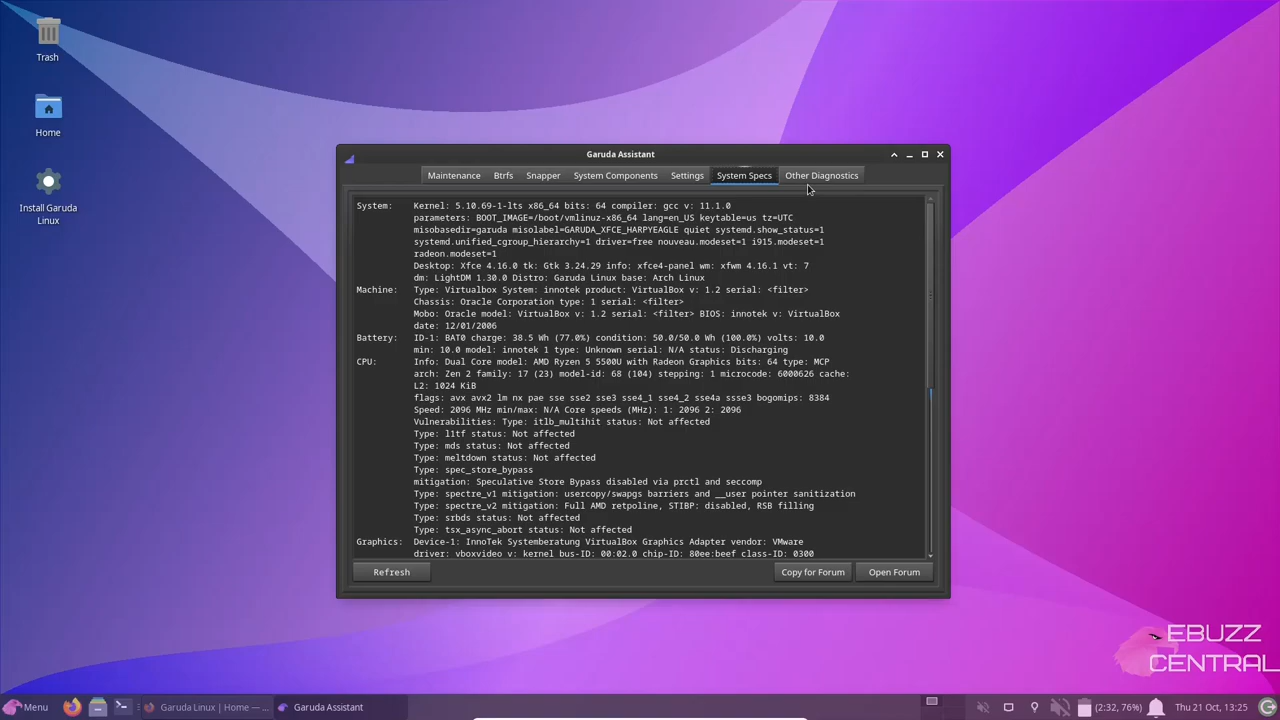 Trash
Home
Install Garuda
Linux
Garuda Assistant
Maintenance Btrfs Snapper System Components Settings System Specs Other Diagnostics
System: Kernel: 5.10.69-1-lts x86_64 bits: 64 compiler: gcc v: 11.1.0
parameters: BOOT_IMAGE=/boot/vmlinuz-x86_64 lang=en_US keytable=us tz=UTC
misobasedir=garuda misolabel=GARUDA_XFCE_HARPYEAGLE quiet systemd.show_status=1
systemd.unified_cgroup_hierarchy=1 driver=free nouveau.modeset=1 i915.modeset=1
radeon.modeset=1
Desktop: Xfce 4.16.0 tk: Gtk 3.24.29 info: xfce4-panel wm: xfwm 4.16.1 vt: 7
dm: LightDM 1.30.0 Distro: Garuda Linux base: Arch Linux
Machine: Type: Virtualbox System: innotek product: VirtualBox v: 1.2 serial: <filter>
Chassis: Oracle Corporation type: 1 serial: <filter>
Mobo: Oracle model: VirtualBox v: 1.2 serial: <filter> BIOS: innotek v: VirtualBox
date: 12/01/2006
Battery: ID-1: BAT0 charge: 38.5 Wh (77.0%) condition: 50.0/50.0 Wh (100.0%) volts: 10.0
min: 10.0 model: innotek 1 type: Unknown serial: N/A status: Discharging
CPU: Info: Dual Core model: AMD Ryzen 5 5500U with Radeon Graphics bits: 64 type: MCP
arch: Zen 2 family: 17 (23) model-id: 68 (104) stepping: 1 microcode: 6000626 cache:
L2: 1024 KiB
flags: avx avx2 lm nx pae sse sse2 sse3 sse4_1 sse4_2 sse4a ssse3 bogomips: 8384
Speed: 2096 MHz min/max: N/A Core speeds (MHz): 1: 2096 2: 2096
Vulnerabilities: Type: itlb_multihit status: Not affected
Type: l1tf status: Not affected
Type: mds status: Not affected
Type: meltdown status: Not affected
Type: spec_store_bypass
mitigation: Speculative Store Bypass disabled via prctl and seccomp
Type: spectre_v1 mitigation: usercopy/swapgs barriers and __user pointer sanitization
Type: spectre_v2 mitigation: Full AMD retpoline, STIBP: disabled, RSB filling
Type: srbds status: Not affected
Type: tsx_async_abort status: Not affected
Graphics: Device-1: InnoTek Systemberatung VirtualBox Graphics Adapter vendor: VMware
driver: vboxvideo v: kernel bus-ID: 00:02.0 chip-ID: 80ee:beef class-ID: 0300
Refresh Copy for Forum Open Forum
EBUZZ
CENTRAL
Menu Garuda Linux | Home — ... Garuda Assistant (2:32, 76%) Thu 21 Oct, 13:25